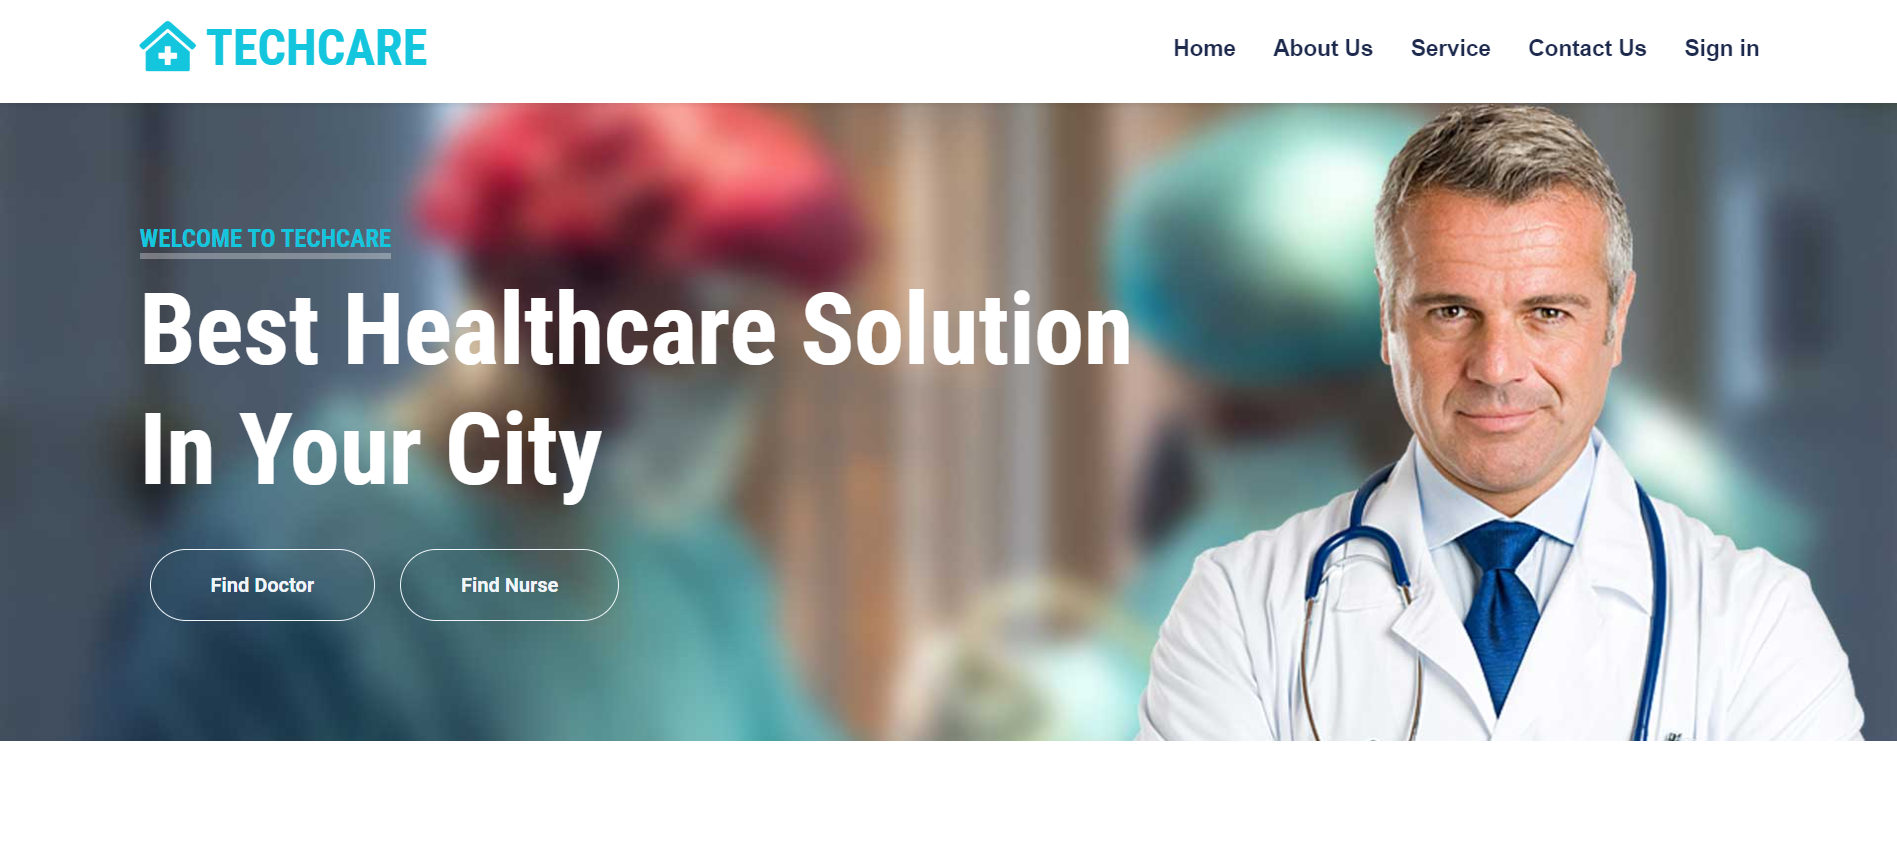 TECHCARE
Home About Us Service Contact Us Sign in
WELCOME TO TECHCARE
Best Healthcare Solution
In Your City
Find Doctor Find Nurse